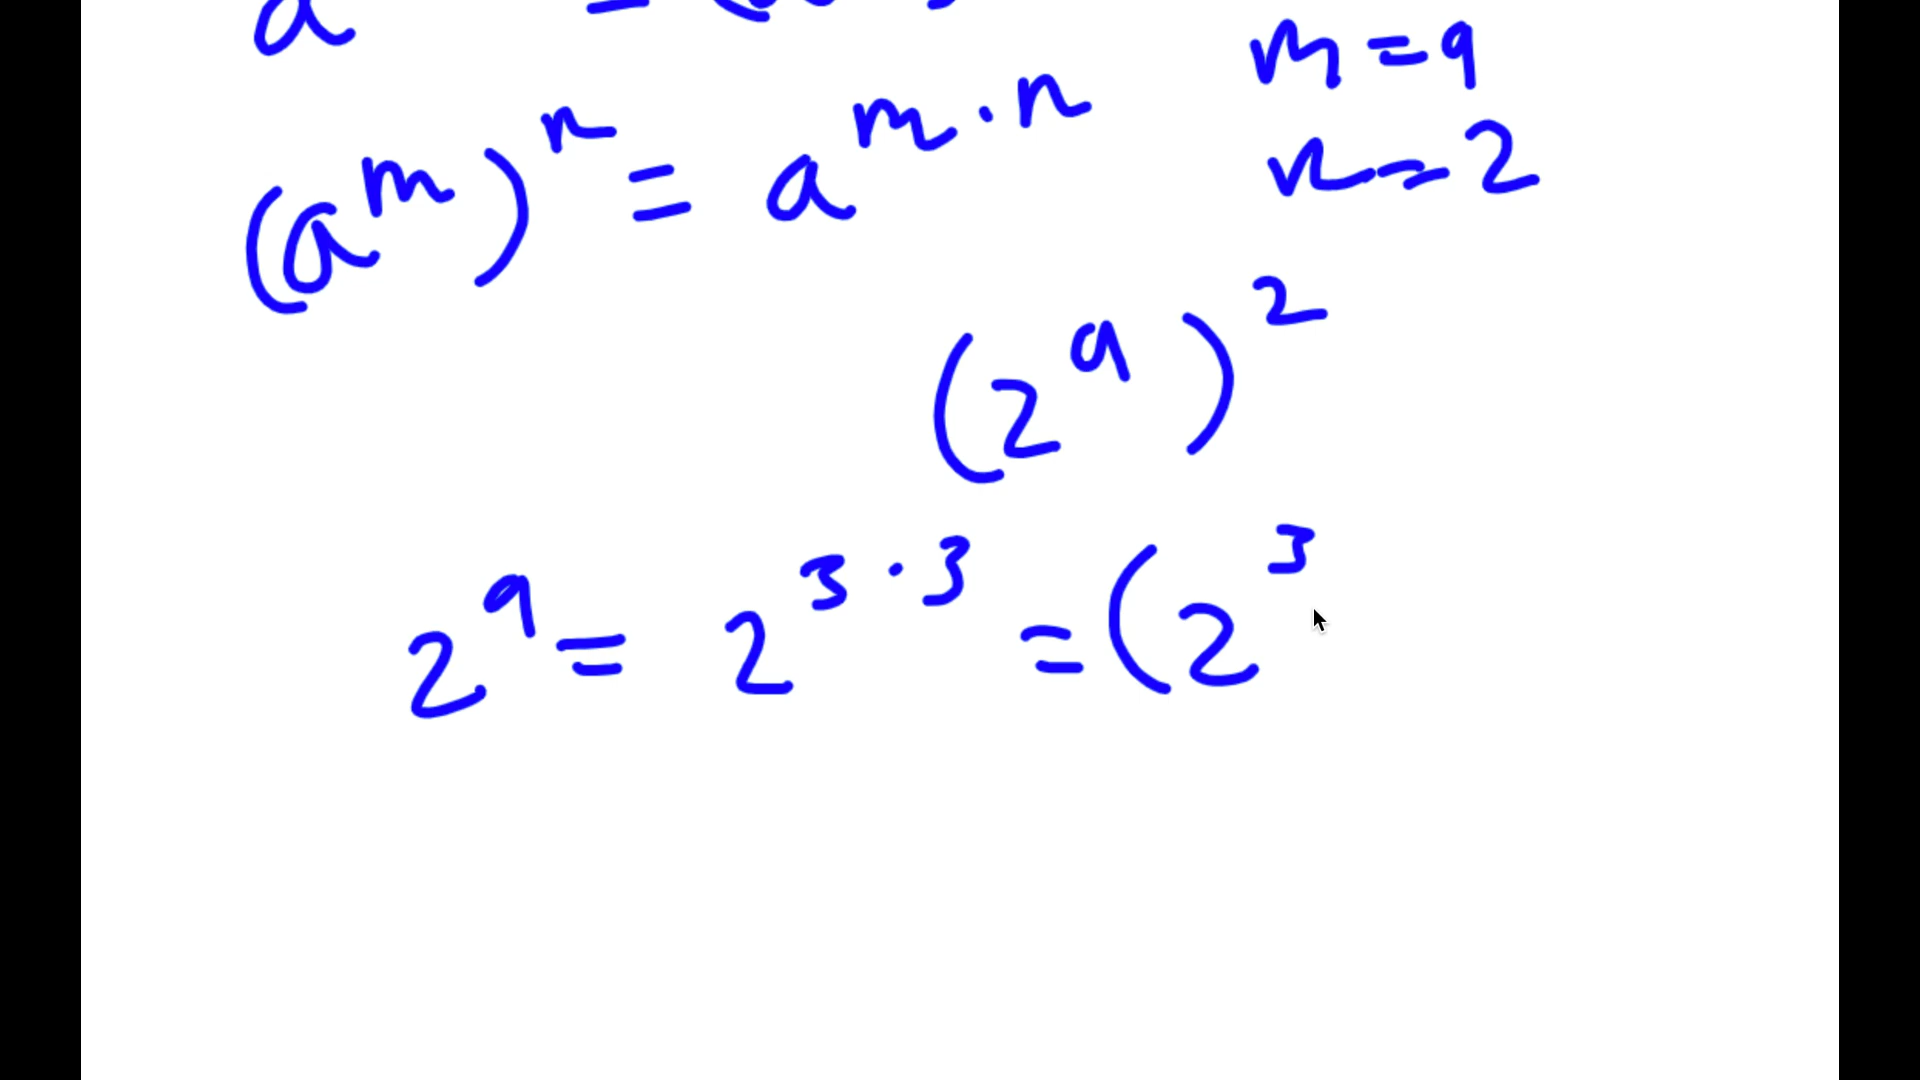 a =
m = 9
(a^m)^n = a^{m·n}
n = 2
(2^9)^2
2^9 = 2^{3·3} = (2^3